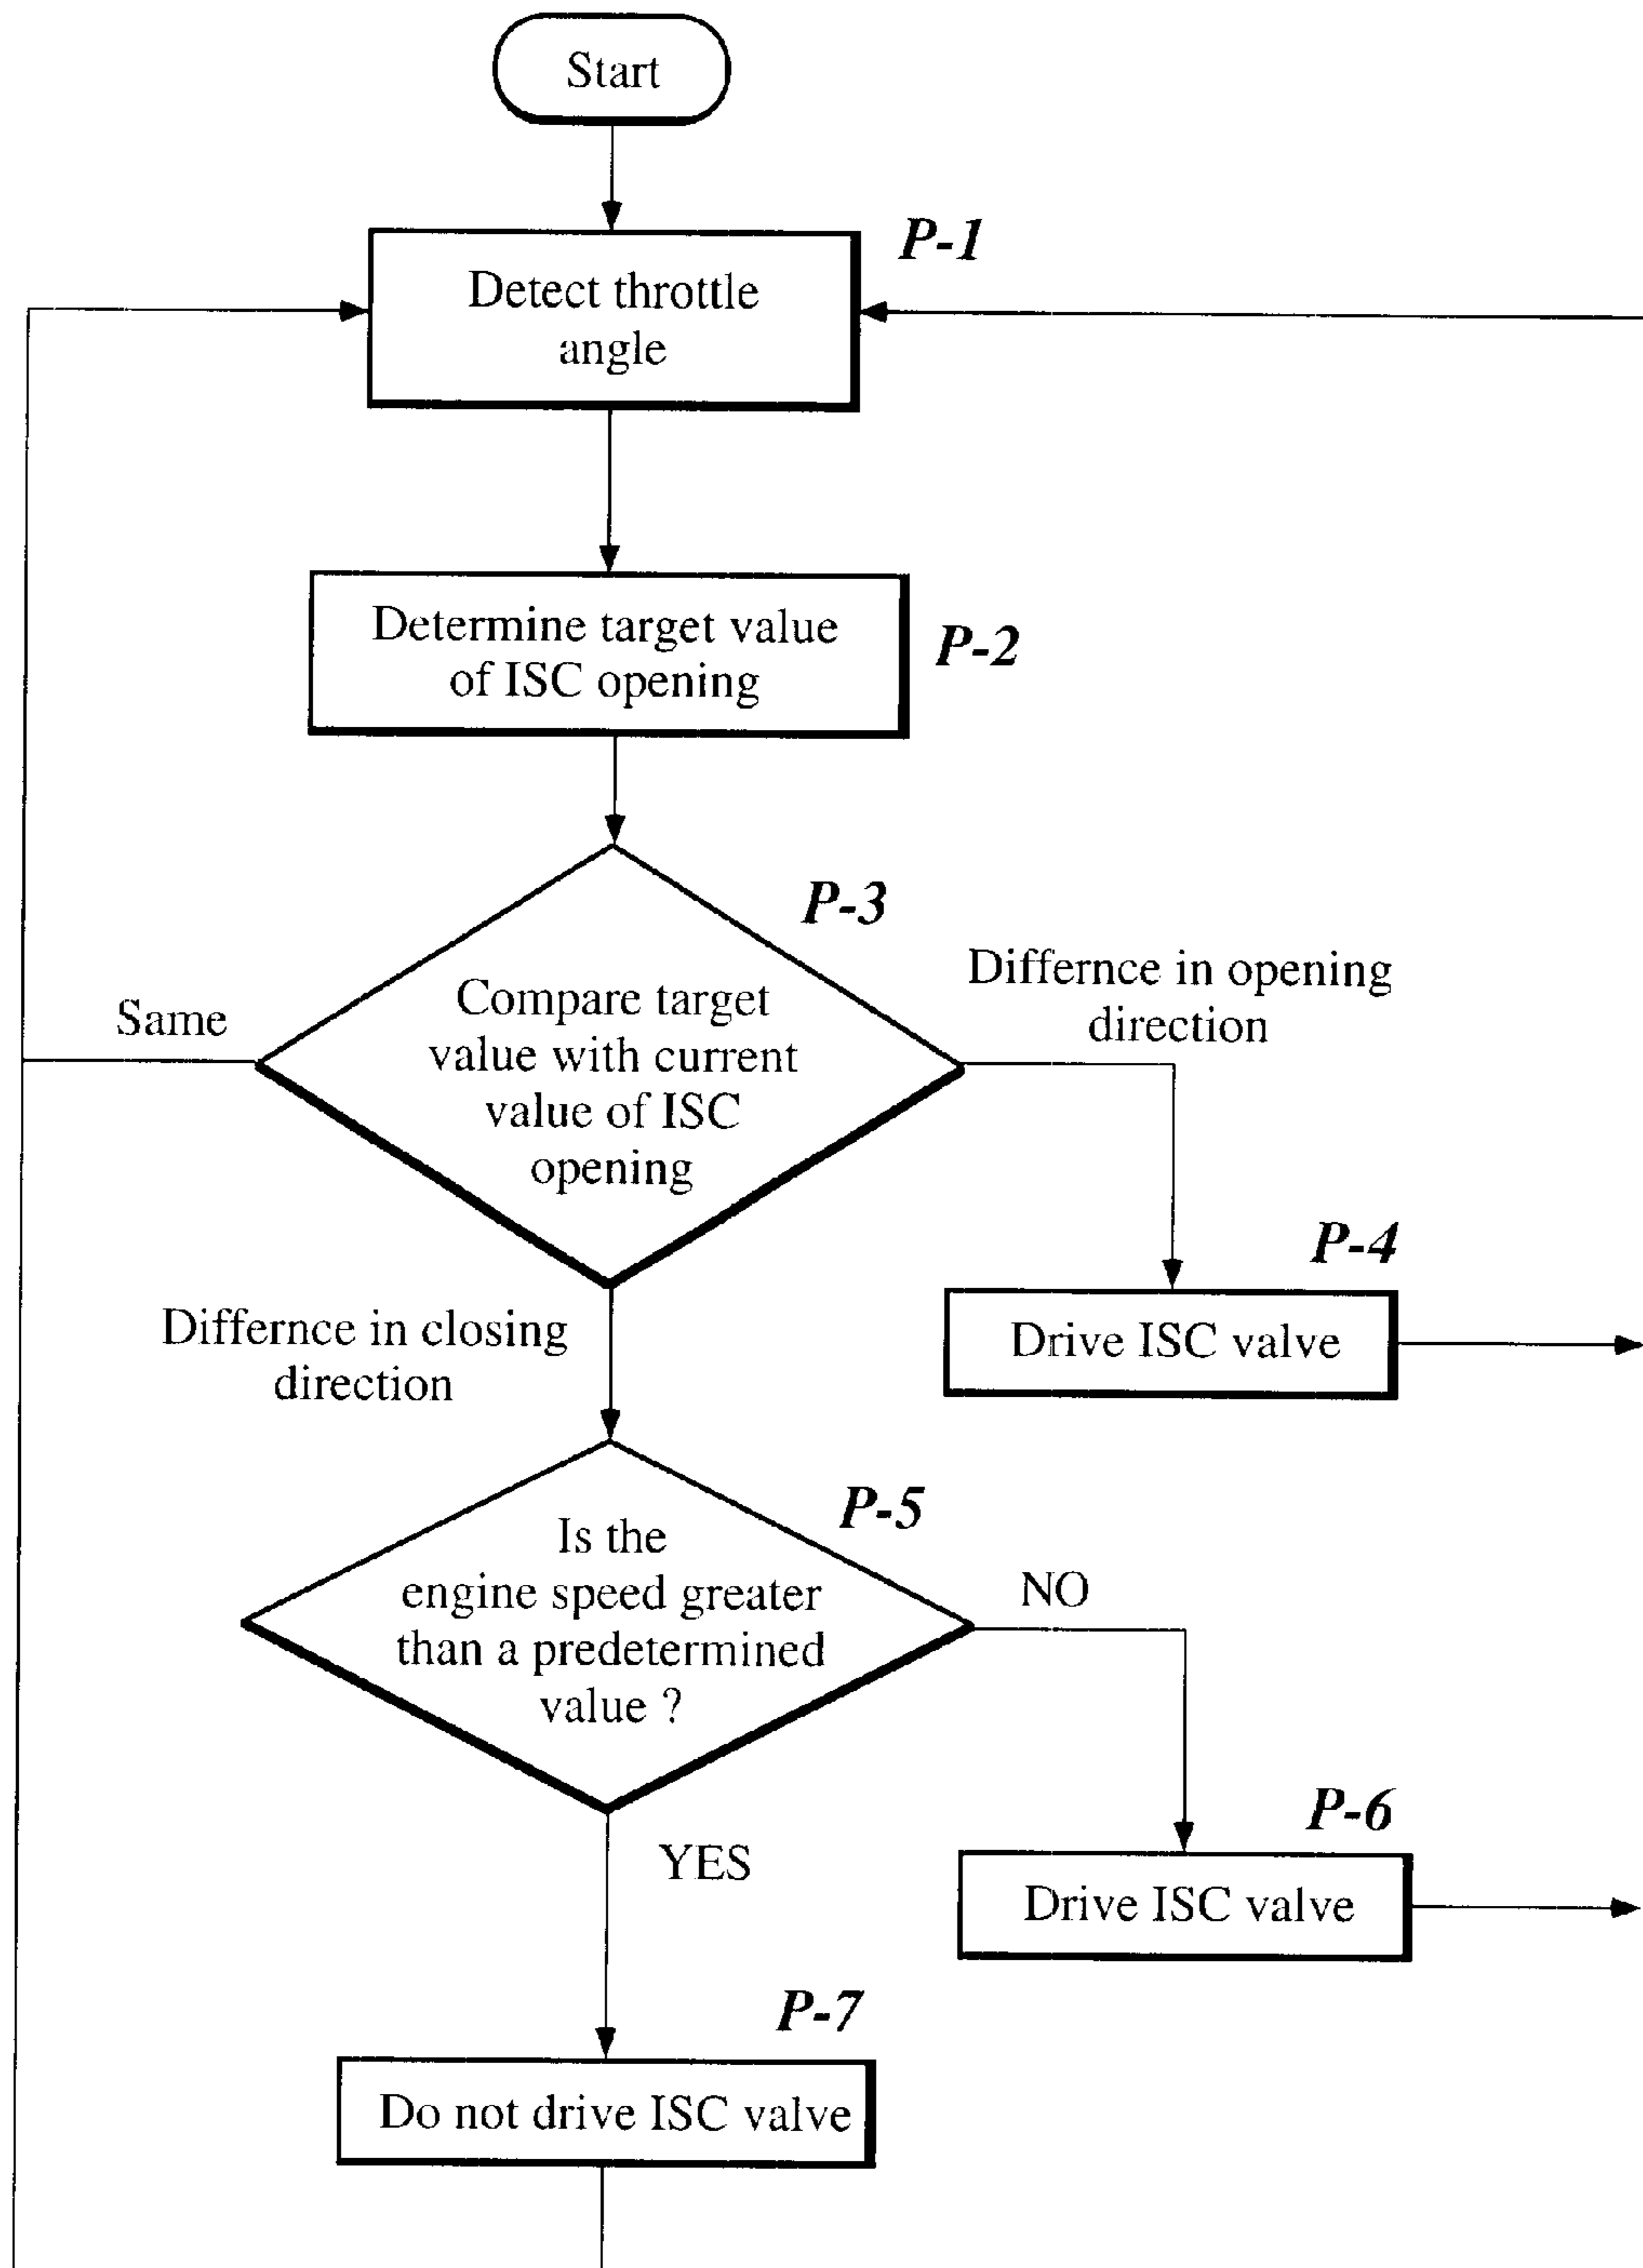 Start
P-1
Detect throttle
angle
Determine target value
of ISC opening
P-2
P-3
Differnce in opening
direction
Same
Compare target
value with current
value of ISC
opening
P-4
Drive ISC valve
Differnce in closing
direction
P-5
Is the
engine speed greater
than a predetermined
value ?
NO
P-6
Drive ISC valve
YES
P-7
Do not drive ISC valve